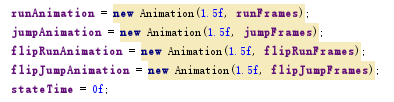 runAnimation = new Animation(1.5f, runFrames);
jumpAnimation = new Animation(1.5f, jumpFrames);
flipRunAnimation = new Animation(1.5f, flipRunFrames);
flipJumpAnimation = new Animation(1.5f, flipJumpFrames);
stateTime = 0f;